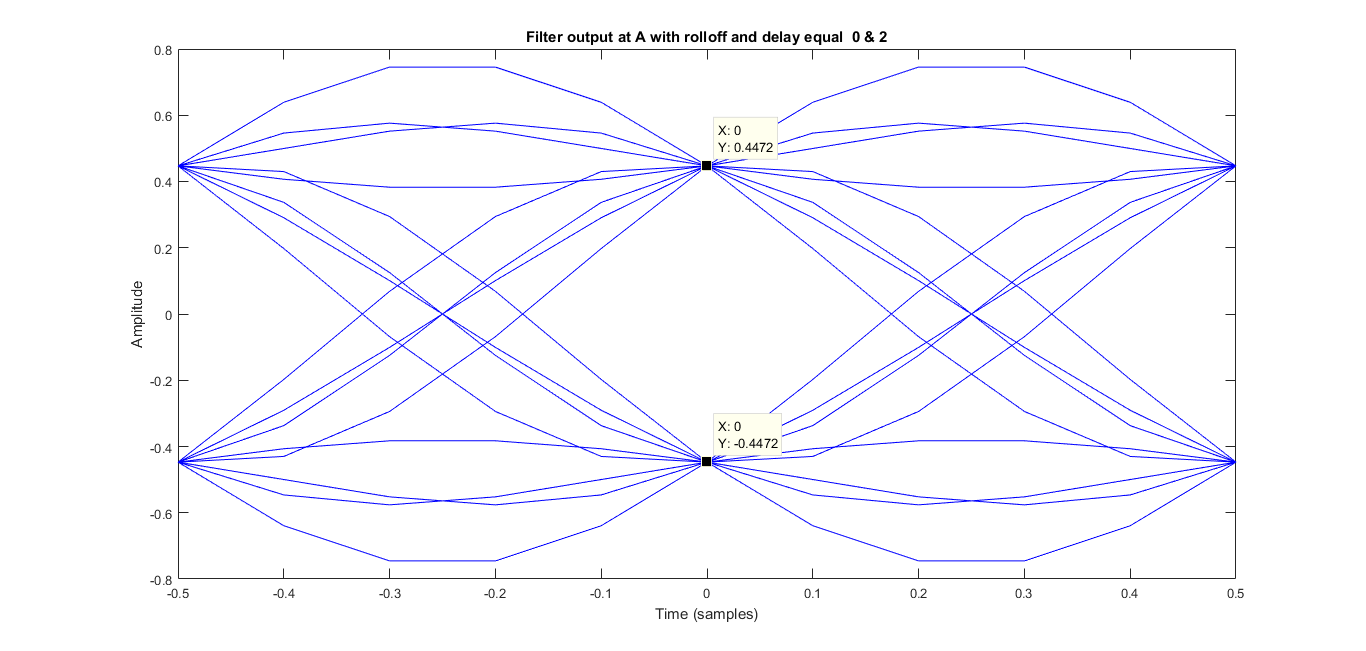 Filter output at A with rolloff and delay equal  0 & 2
0.8
0.6
0.4
0.2
0
-0.2
-0.4
-0.6
-0.8
Amplitude
X: 0
Y: 0.4472
X: 0
Y: -0.4472
-0.5 -0.4 -0.3 -0.2 -0.1 0 0.1 0.2 0.3 0.4 0.5
Time (samples)